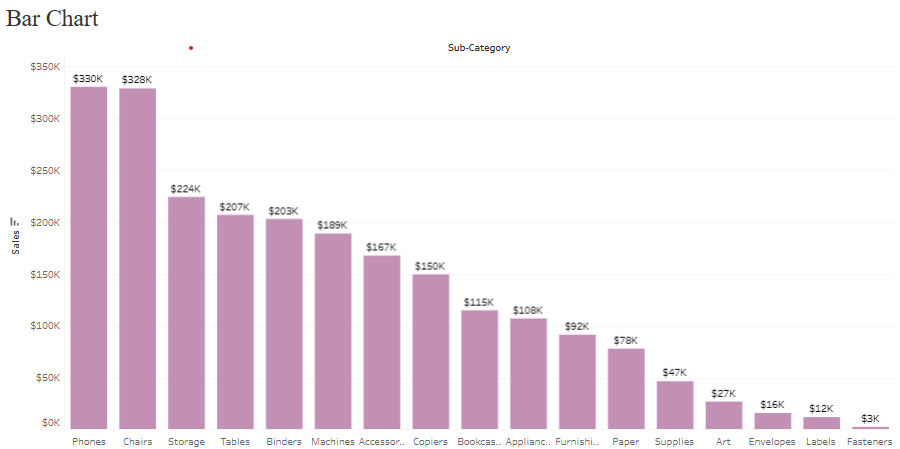 Bar Chart
Sub-Category
$350K
$300K
$250K
$200K
$150K
$100K
$50K
$0K
Sales
$330K
$328K
$224K
$207K
$203K
$189K
$167K
$150K
$115K
$108K
$92K
$78K
$47K
$27K
$16K
$12K
$3K
Phones Chairs Storage Tables Binders Machines Accessor.. Copiers Bookcas.. Applianc.. Furnishi.. Paper Supplies Art Envelopes Labels Fasteners